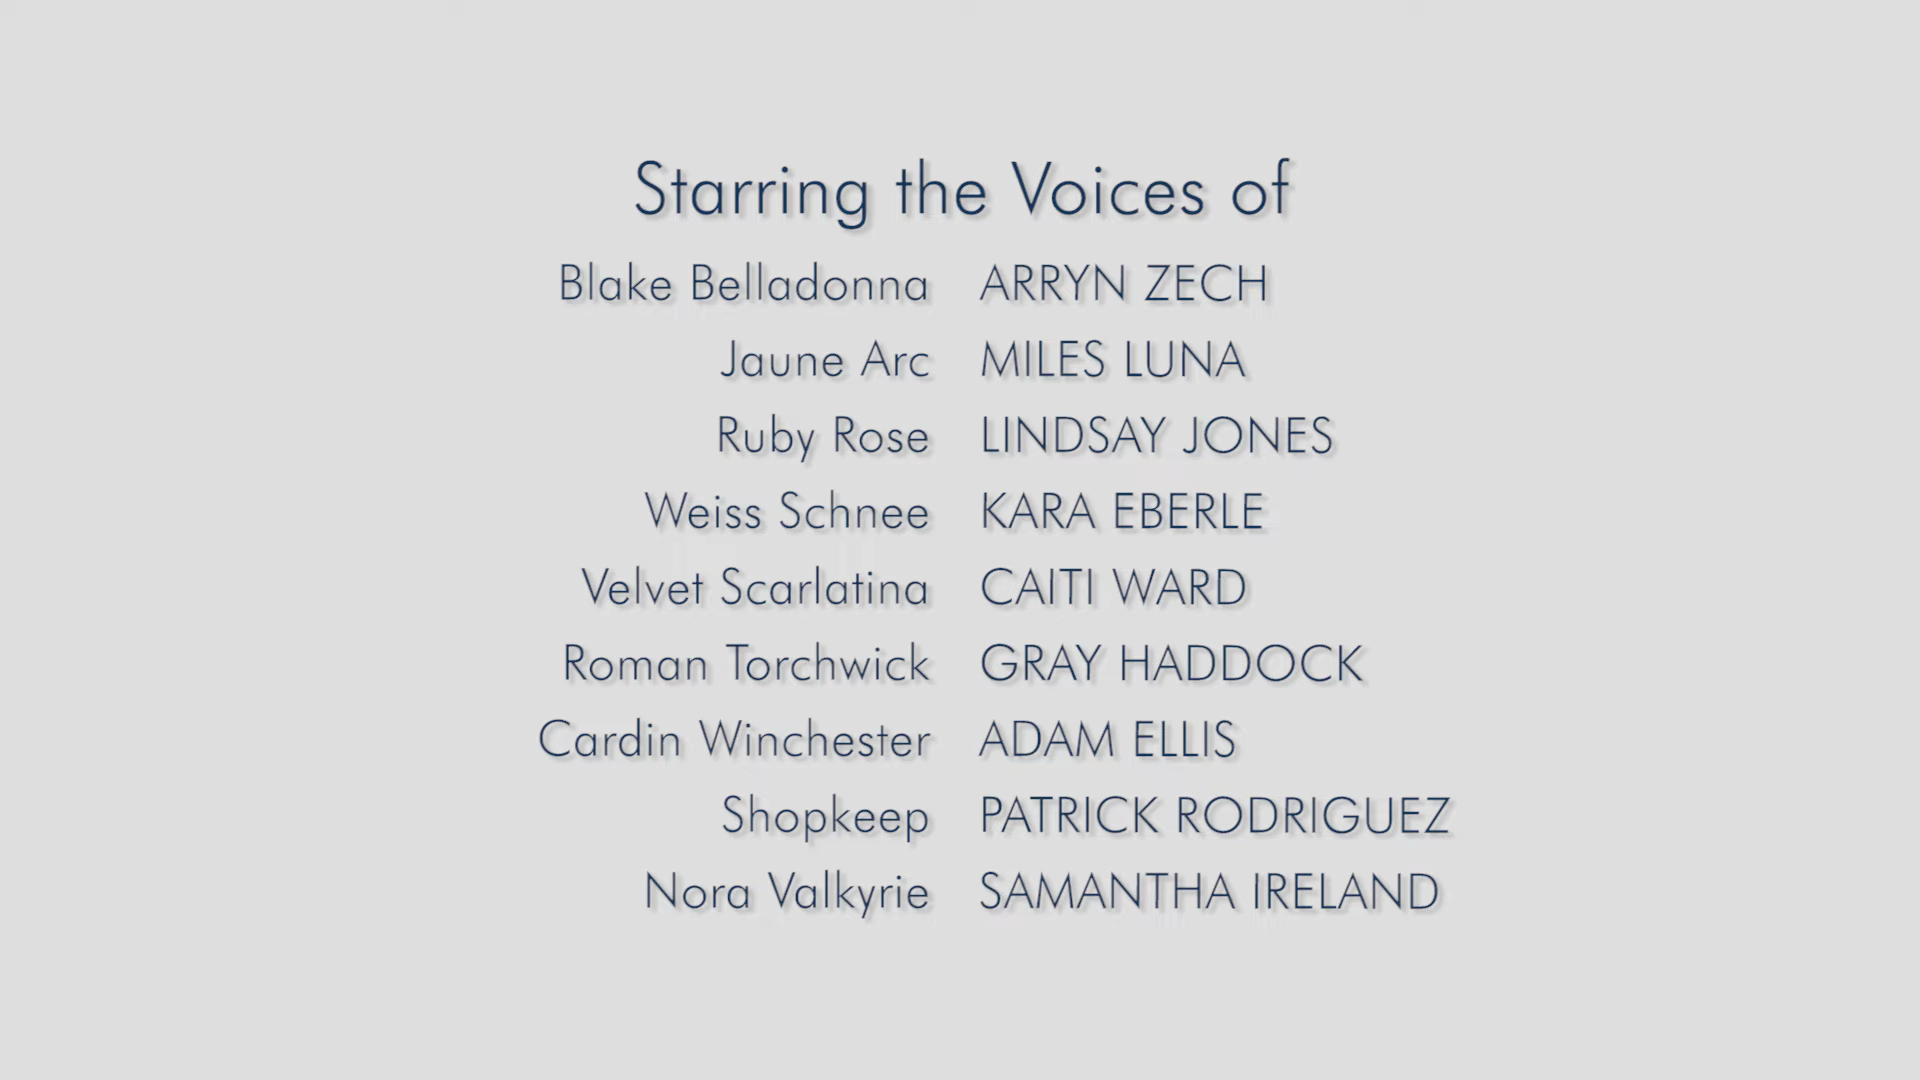 Starring the Voices of
Blake Belladonna ARRYN ZECH
Jaune Arc MILES LUNA
Ruby Rose LINDSAY JONES
Weiss Schnee KARA EBERLE
Velvet Scarlatina CAITI WARD
Roman Torchwick GRAY HADDOCK
Cardin Winchester ADAM ELLIS
Shopkeep PATRICK RODRIGUEZ
Nora Valkyrie SAMANTHA IRELAND